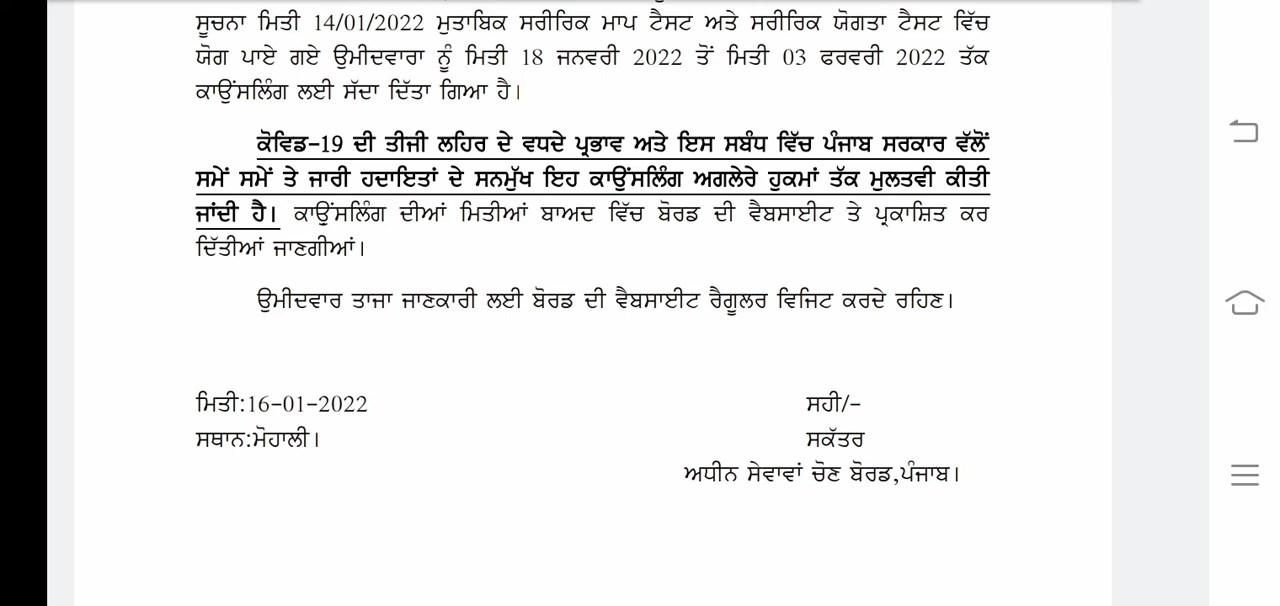 ਸੂਚਨਾ ਮਿਤੀ 14/01/2022 ਮੁਤਾਬਿਕ ਸਰੀਰਿਕ ਮਾਪ ਟੈਸਟ ਅਤੇ ਸਰੀਰਿਕ ਯੋਗਤਾ ਟੈਸਟ ਵਿੱਚ
ਯੋਗ ਪਾਏ ਗਏ ਉਮੀਦਵਾਰਾ ਨੂੰ ਮਿਤੀ 18 ਜਨਵਰੀ 2022 ਤੋਂ ਮਿਤੀ 03 ਫਰਵਰੀ 2022 ਤੱਕ
ਕਾਉਂਸਲਿੰਗ ਲਈ ਸੱਦਾ ਦਿੱਤਾ ਗਿਆ ਹੈ।
ਕੋਵਿਡ-19 ਦੀ ਤੀਜੀ ਲਹਿਰ ਦੇ ਵਧਦੇ ਪ੍ਰਭਾਵ ਅਤੇ ਇਸ ਸਬੰਧ ਵਿੱਚ ਪੰਜਾਬ ਸਰਕਾਰ ਵੱਲੋਂ
ਸਮੇਂ ਸਮੇਂ ਤੇ ਜਾਰੀ ਹਦਾਇਤਾਂ ਦੇ ਸਨਮੁੱਖ ਇਹ ਕਾਉਂਸਲਿੰਗ ਅਗਲੇਰੇ ਹੁਕਮਾਂ ਤੱਕ ਮੁਲਤਵੀ ਕੀਤੀ
ਜਾਂਦੀ ਹੈ। ਕਾਉਂਸਲਿੰਗ ਦੀਆਂ ਮਿਤੀਆਂ ਬਾਅਦ ਵਿੱਚ ਬੋਰਡ ਦੀ ਵੈਬਸਾਈਟ ਤੇ ਪ੍ਰਕਾਸ਼ਿਤ ਕਰ
ਦਿੱਤੀਆਂ ਜਾਣਗੀਆਂ।
ਉਮੀਦਵਾਰ ਤਾਜਾ ਜਾਣਕਾਰੀ ਲਈ ਬੋਰਡ ਦੀ ਵੈਬਸਾਈਟ ਰੈਗੂਲਰ ਵਿਜਿਟ ਕਰਦੇ ਰਹਿਣ।
ਮਿਤੀ:16-01-2022 ਸਹੀ/-
ਸਥਾਨ:ਮੋਹਾਲੀ। ਸਕੱਤਰ
ਅਧੀਨ ਸੇਵਾਵਾਂ ਚੋਣ ਬੋਰਡ,ਪੰਜਾਬ।